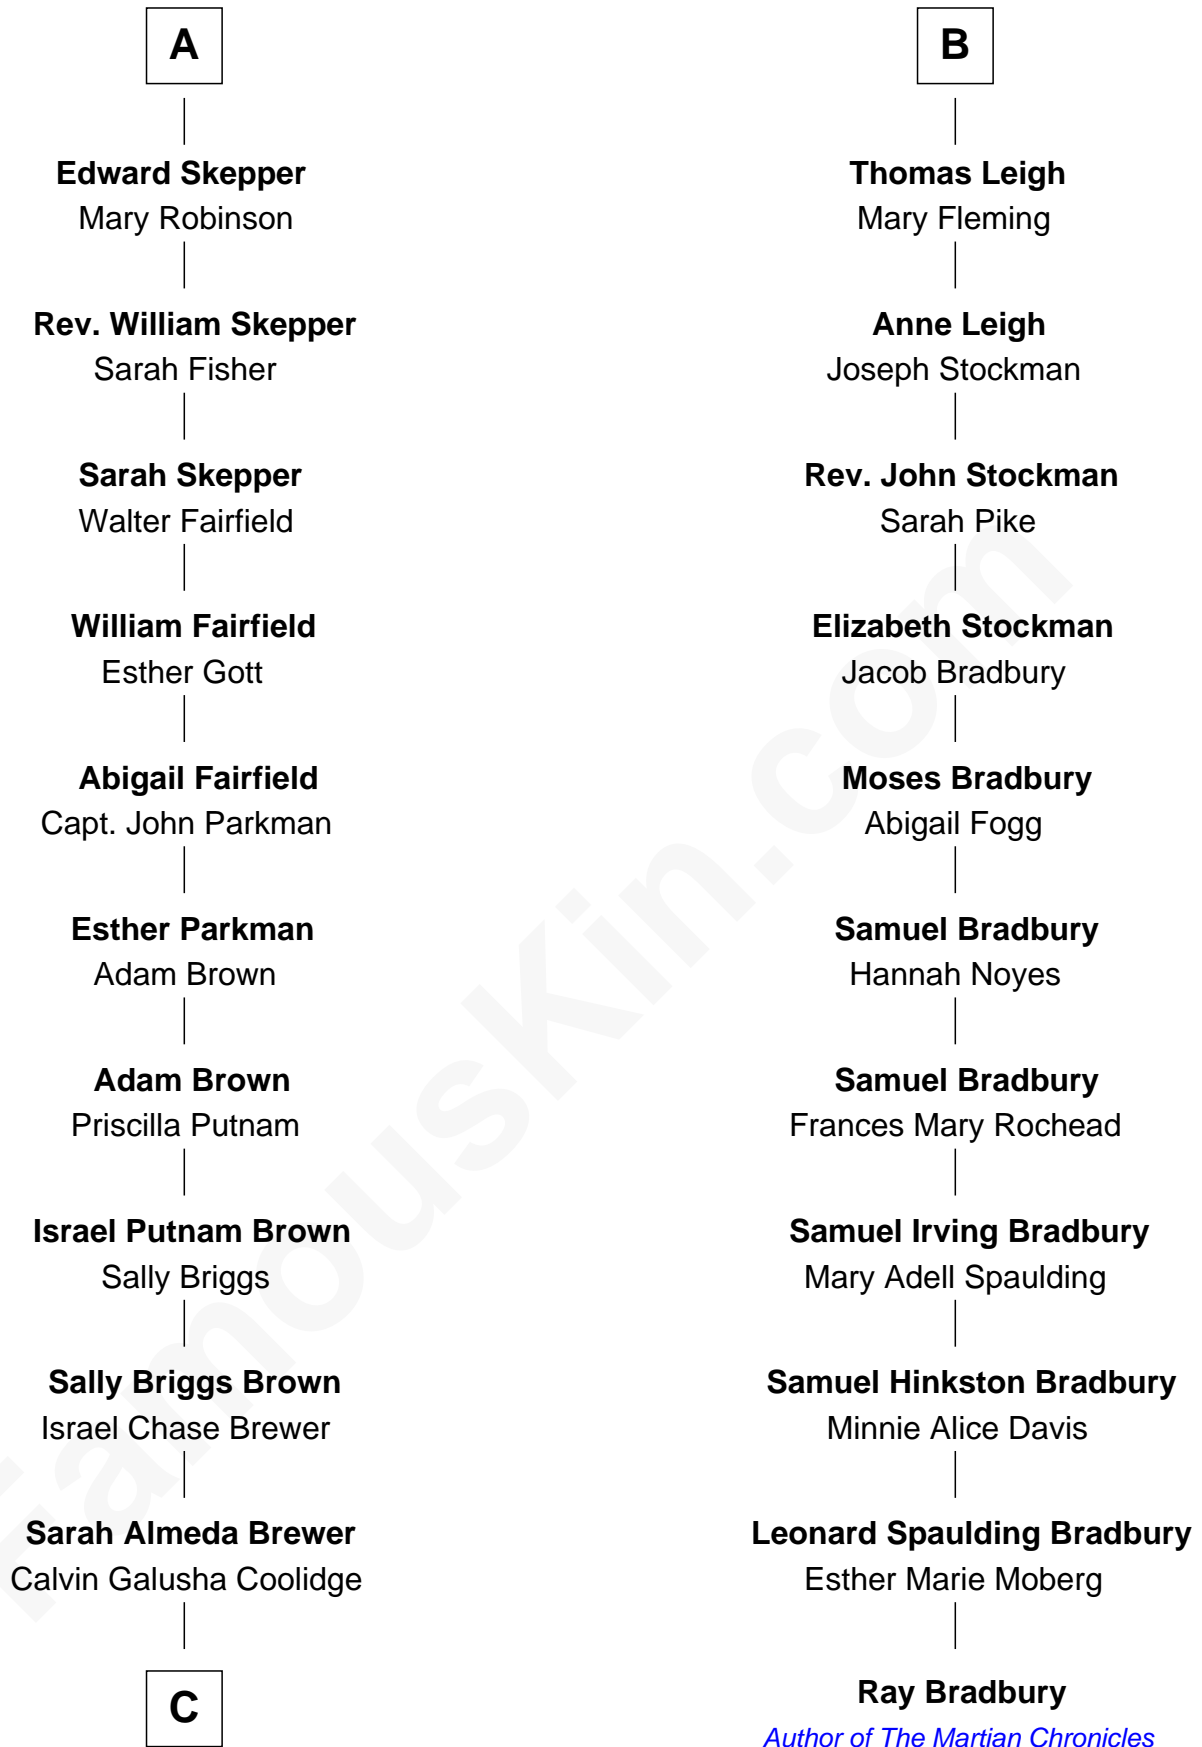 A
Edward Skepper
Mary Robinson
Rev. William Skepper
Sarah Fisher
Sarah Skepper
Walter Fairfield
William Fairfield
Esther Gott
Abigail Fairfield
Capt. John Parkman
Esther Parkman
Adam Brown
Adam Brown
Priscilla Putnam
Israel Putnam Brown
Sally Briggs
Sally Briggs Brown
Israel Chase Brewer
Sarah Almeda Brewer
Calvin Galusha Coolidge
C
B
Thomas Leigh
Mary Fleming
Anne Leigh
Joseph Stockman
Rev. John Stockman
Sarah Pike
Elizabeth Stockman
Jacob Bradbury
Moses Bradbury
Abigail Fogg
Samuel Bradbury
Hannah Noyes
Samuel Bradbury
Frances Mary Rochead
Samuel Irving Bradbury
Mary Adell Spaulding
Samuel Hinkston Bradbury
Minnie Alice Davis
Leonard Spaulding Bradbury
Esther Marie Moberg
Ray Bradbury
Author of The Martian Chronicles
FamousKin.com